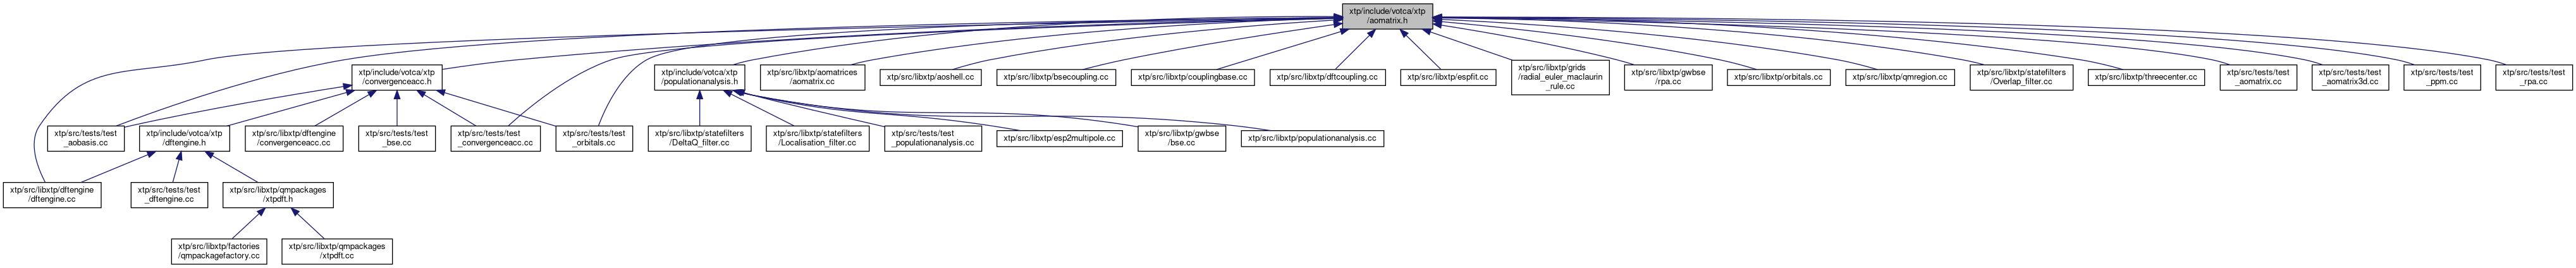 xtp/include/votca/xtp
/aomatrix.h
xtp/include/votca/xtp
/convergenceacc.h
xtp/include/votca/xtp
/populationanalysis.h
xtp/src/libxtp/aomatrices
/aomatrix.cc
xtp/src/libxtp/aoshell.cc
xtp/src/libxtp/bsecoupling.cc
xtp/src/libxtp/couplingbase.cc
xtp/src/libxtp/dftcoupling.cc
xtp/src/libxtp/espfit.cc
xtp/src/libxtp/grids
/radial_euler_maclaurin
_rule.cc
xtp/src/libxtp/gwbse
/rpa.cc
xtp/src/libxtp/orbitals.cc
xtp/src/libxtp/qmregion.cc
xtp/src/libxtp/statefilters
/Overlap_filter.cc
xtp/src/libxtp/threecenter.cc
xtp/src/tests/test
_aomatrix.cc
xtp/src/tests/test
_aomatrix3d.cc
xtp/src/tests/test
_ppm.cc
xtp/src/tests/test
_rpa.cc
xtp/src/tests/test
_aobasis.cc
xtp/include/votca/xtp
/dftengine.h
xtp/src/libxtp/dftengine
/convergenceacc.cc
xtp/src/tests/test
_bse.cc
xtp/src/tests/test
_convergenceacc.cc
xtp/src/tests/test
_orbitals.cc
xtp/src/libxtp/statefilters
/DeltaQ_filter.cc
xtp/src/libxtp/statefilters
/Localisation_filter.cc
xtp/src/tests/test
_populationanalysis.cc
xtp/src/libxtp/esp2multipole.cc
xtp/src/libxtp/gwbse
/bse.cc
xtp/src/libxtp/populationanalysis.cc
xtp/src/libxtp/dftengine
/dftengine.cc
xtp/src/tests/test
_dftengine.cc
xtp/src/libxtp/qmpackages
/xtpdft.h
xtp/src/libxtp/factories
/qmpackagefactory.cc
xtp/src/libxtp/qmpackages
/xtpdft.cc